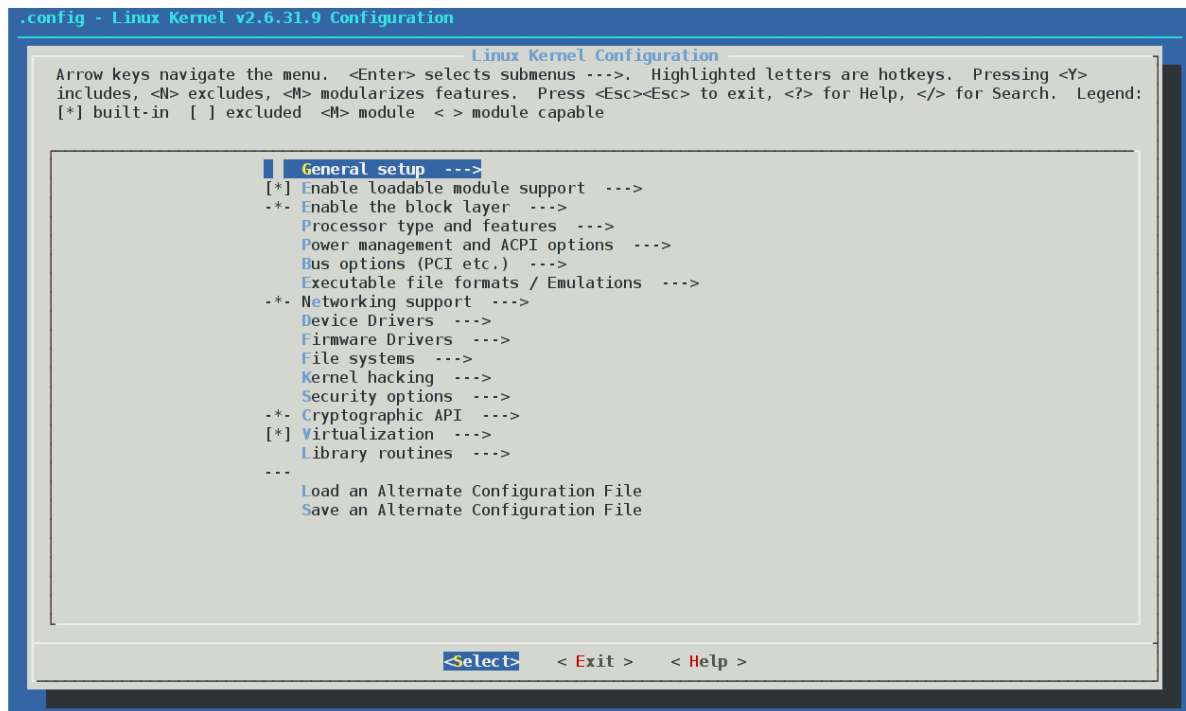 .config - Linux Kernel v2.6.31.9 Configuration
Linux Kernel Configuration
Arrow keys navigate the menu.  <Enter> selects submenus --->.  Highlighted letters are hotkeys.  Pressing <Y>
includes, <N> excludes, <M> modularizes features.  Press <Esc><Esc> to exit, <?> for Help, </> for Search.  Legend:
[*] built-in  [ ] excluded  <M> module  < > module capable
General setup  --->
[*] Enable loadable module support  --->
-*- Enable the block layer  --->
Processor type and features  --->
Power management and ACPI options  --->
Bus options (PCI etc.)  --->
Executable file formats / Emulations  --->
-*- Networking support  --->
Device Drivers  --->
Firmware Drivers  --->
File systems  --->
Kernel hacking  --->
Security options  --->
-*- Cryptographic API  --->
[*] Virtualization  --->
Library routines  --->
---
Load an Alternate Configuration File
Save an Alternate Configuration File
<Select>    < Exit >    < Help >